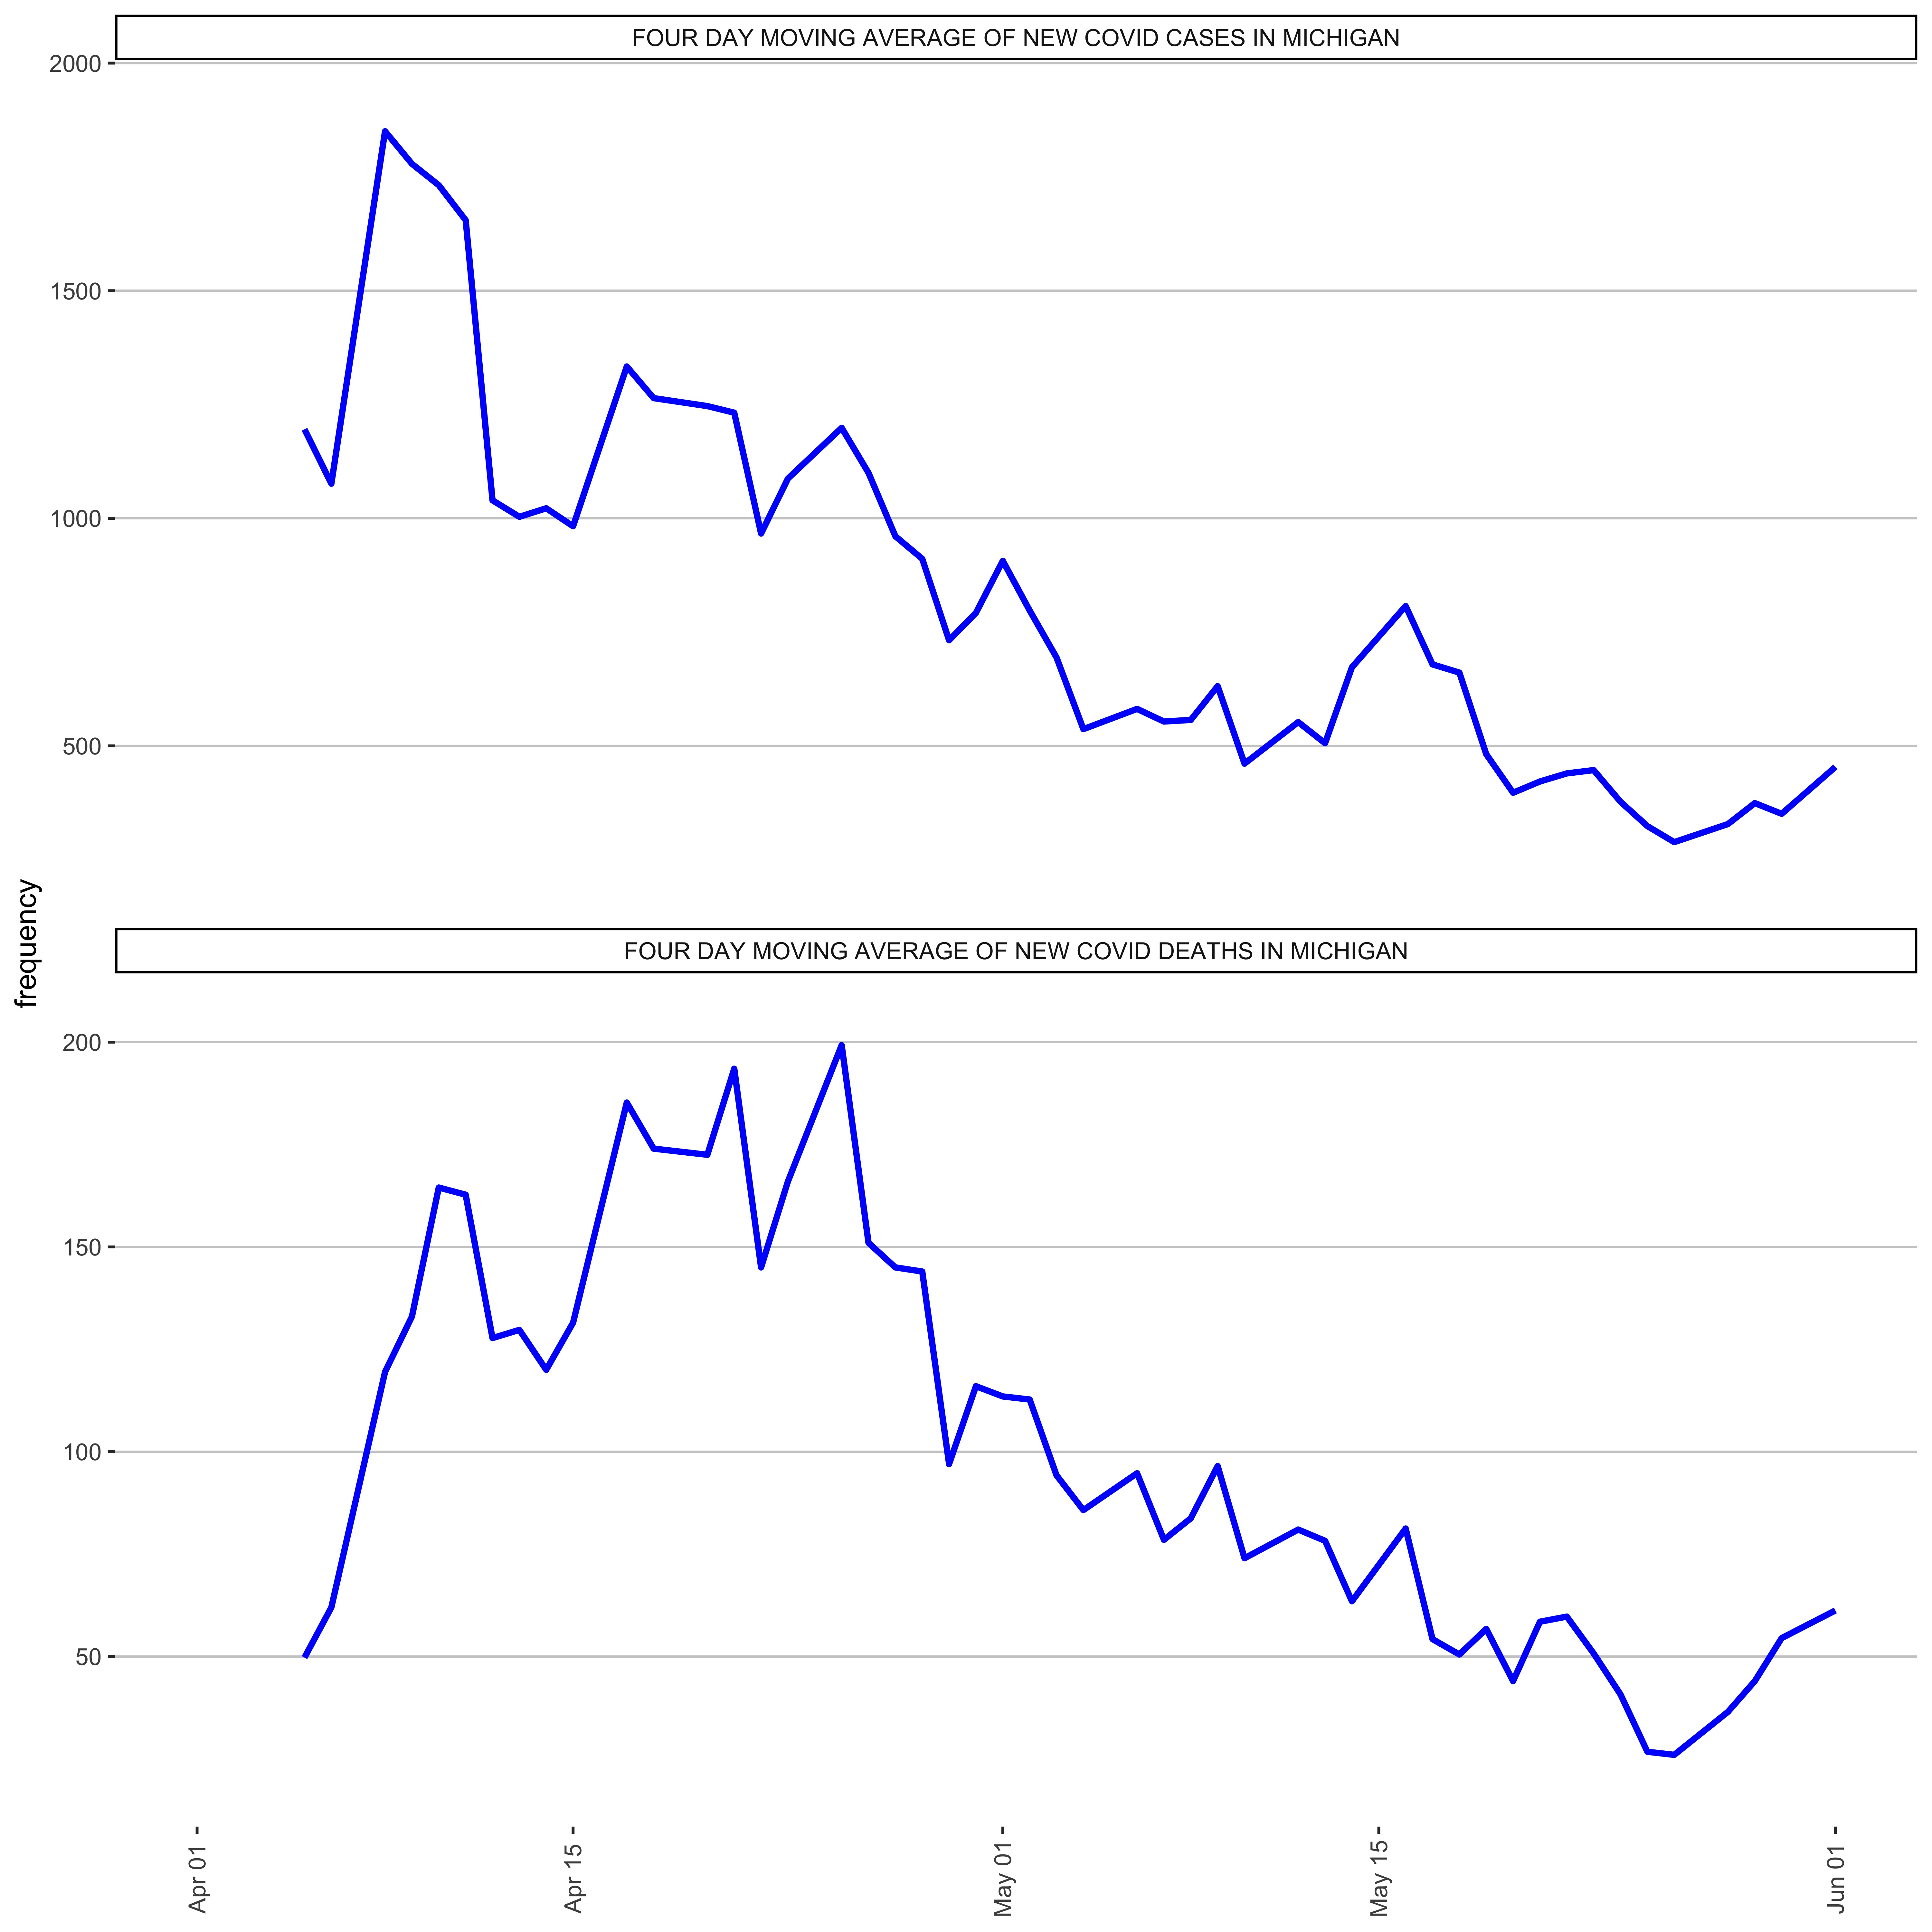 FOUR DAY MOVING AVERAGE OF NEW COVID CASES IN MICHIGAN
2000
1500
1000
500
frequency
FOUR DAY MOVING AVERAGE OF NEW COVID DEATHS IN MICHIGAN
200
150
100
50
Apr 01
Apr 15
May 01
May 15
Jun 01